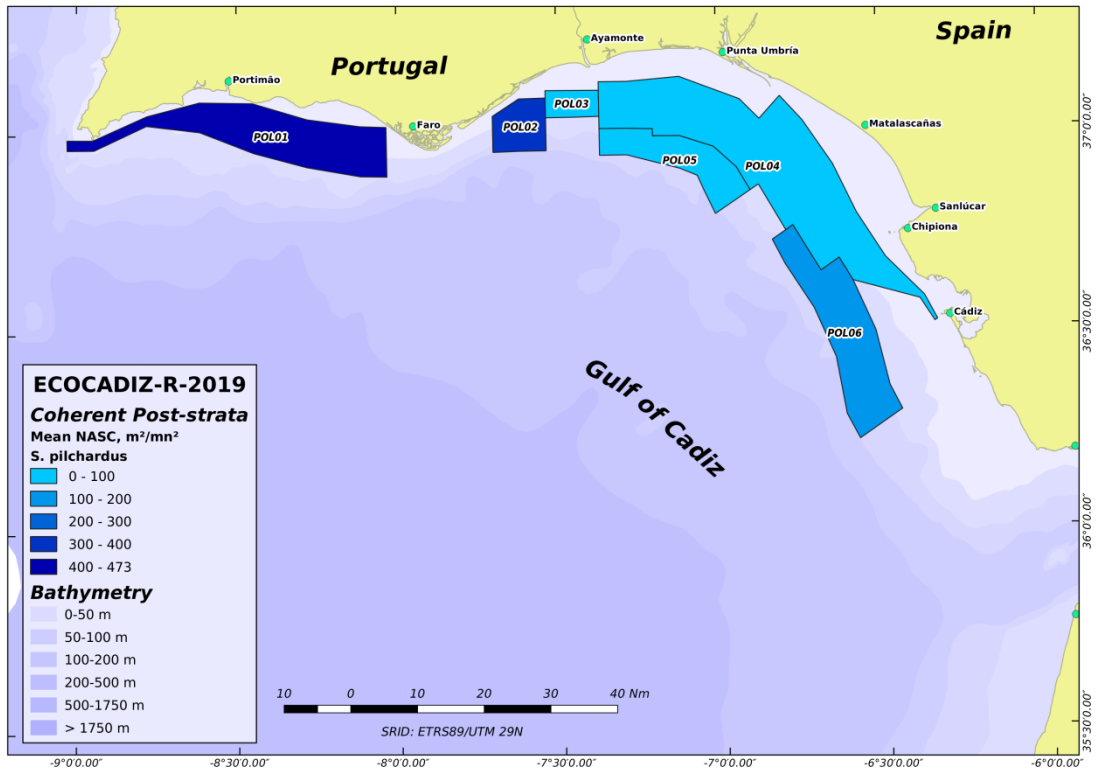 Spain
Portugal
Ayamonte
Punta Umbría
Portimão
Faro
Matalascañas
Sanlúcar
Chipiona
Cádiz
POL01
POL02
POL03
POL04
POL05
POL06
Gulf of Cadiz
ECOCADIZ-R-2019
Coherent Post-strata
Mean NASC, m²/mn²
S. pilchardus
0 - 100
100 - 200
200 - 300
300 - 400
400 - 473
Bathymetry
0-50 m
50-100 m
100-200 m
200-500 m
500-1750 m
> 1750 m
10 0 10 20 30 40 Nm
SRID: ETRS89/UTM 29N
37°0'0.00"
36°30'0.00"
36°0'0.00"
35°30'0.00"
-9°0'0.00" -8°30'0.00" -8°0'0.00" -7°30'0.00" -7°0'0.00" -6°30'0.00" -6°0'0.00"